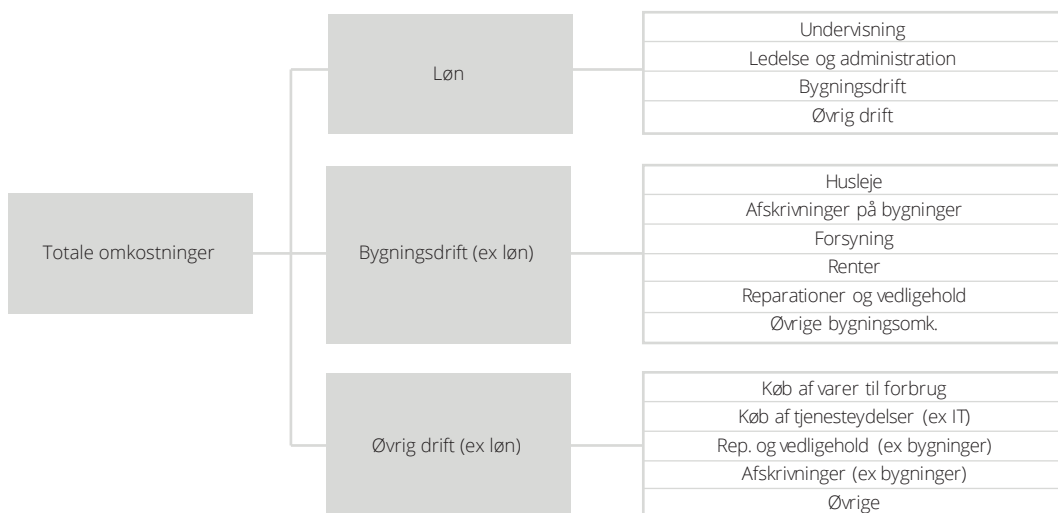 Totale omkostninger
Løn
Undervisning
Ledelse og administration
Bygningsdrift
Øvrig drift
Bygningsdrift (ex løn)
Husleje
Afskrivninger på bygninger
Forsyning
Renter
Reparationer og vedligehold
Øvrige bygningsomk.
Øvrig drift (ex løn)
Køb af varer til forbrug
Køb af tjenesteydelser (ex IT)
Rep. og vedligehold (ex bygninger)
Afskrivninger (ex bygninger)
Øvrige